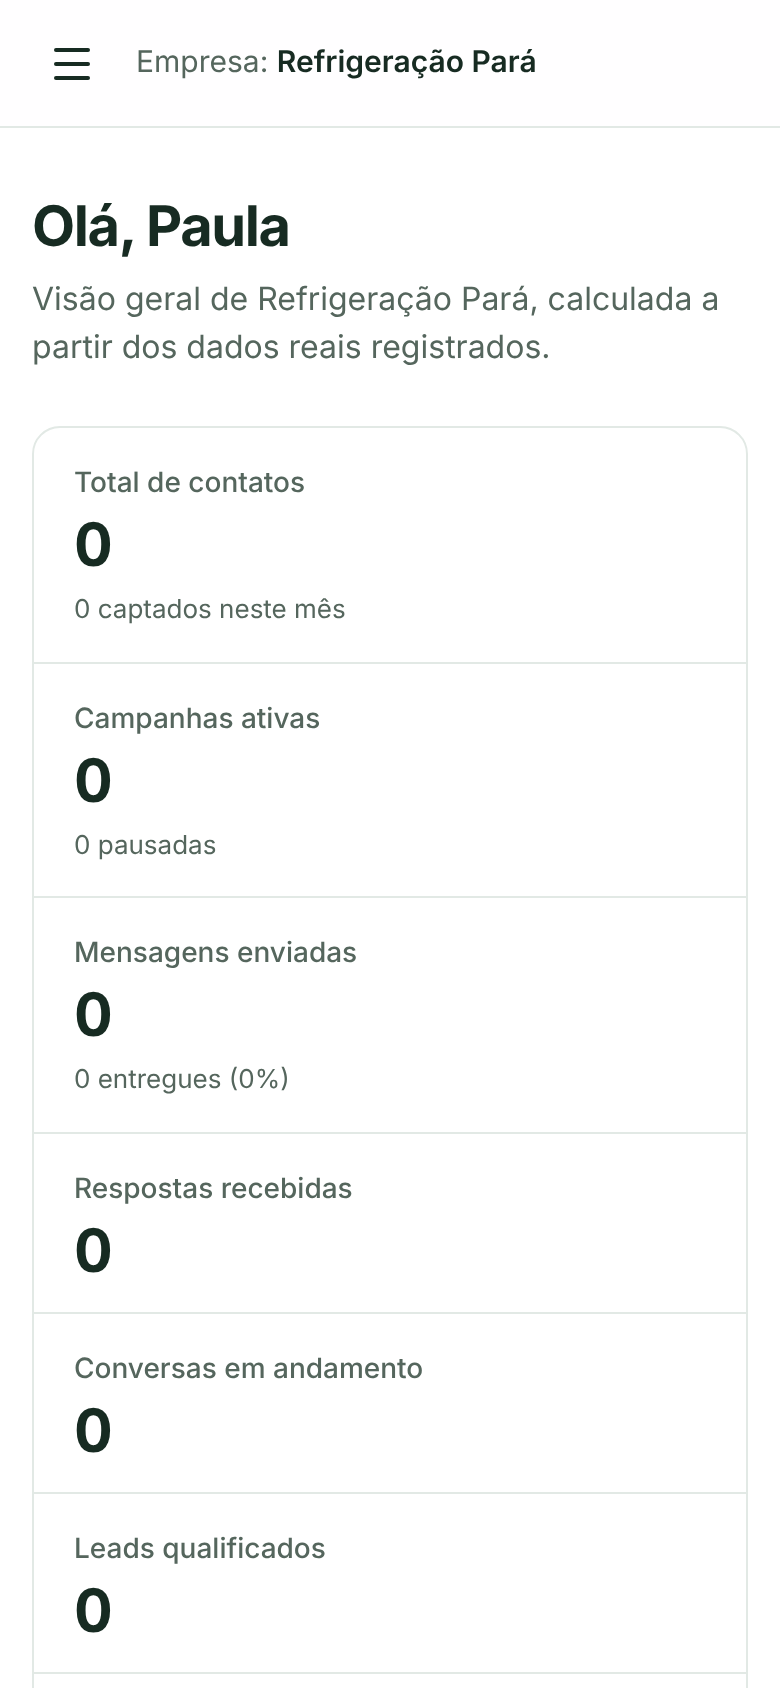 Empresa: Refrigeração Pará
Olá, Paula
Visão geral de Refrigeração Pará, calculada a
partir dos dados reais registrados.
Total de contatos
0
0 captados neste mês
Campanhas ativas
0
0 pausadas
Mensagens enviadas
0
0 entregues (0%)
Respostas recebidas
0
Conversas em andamento
0
Leads qualificados
0